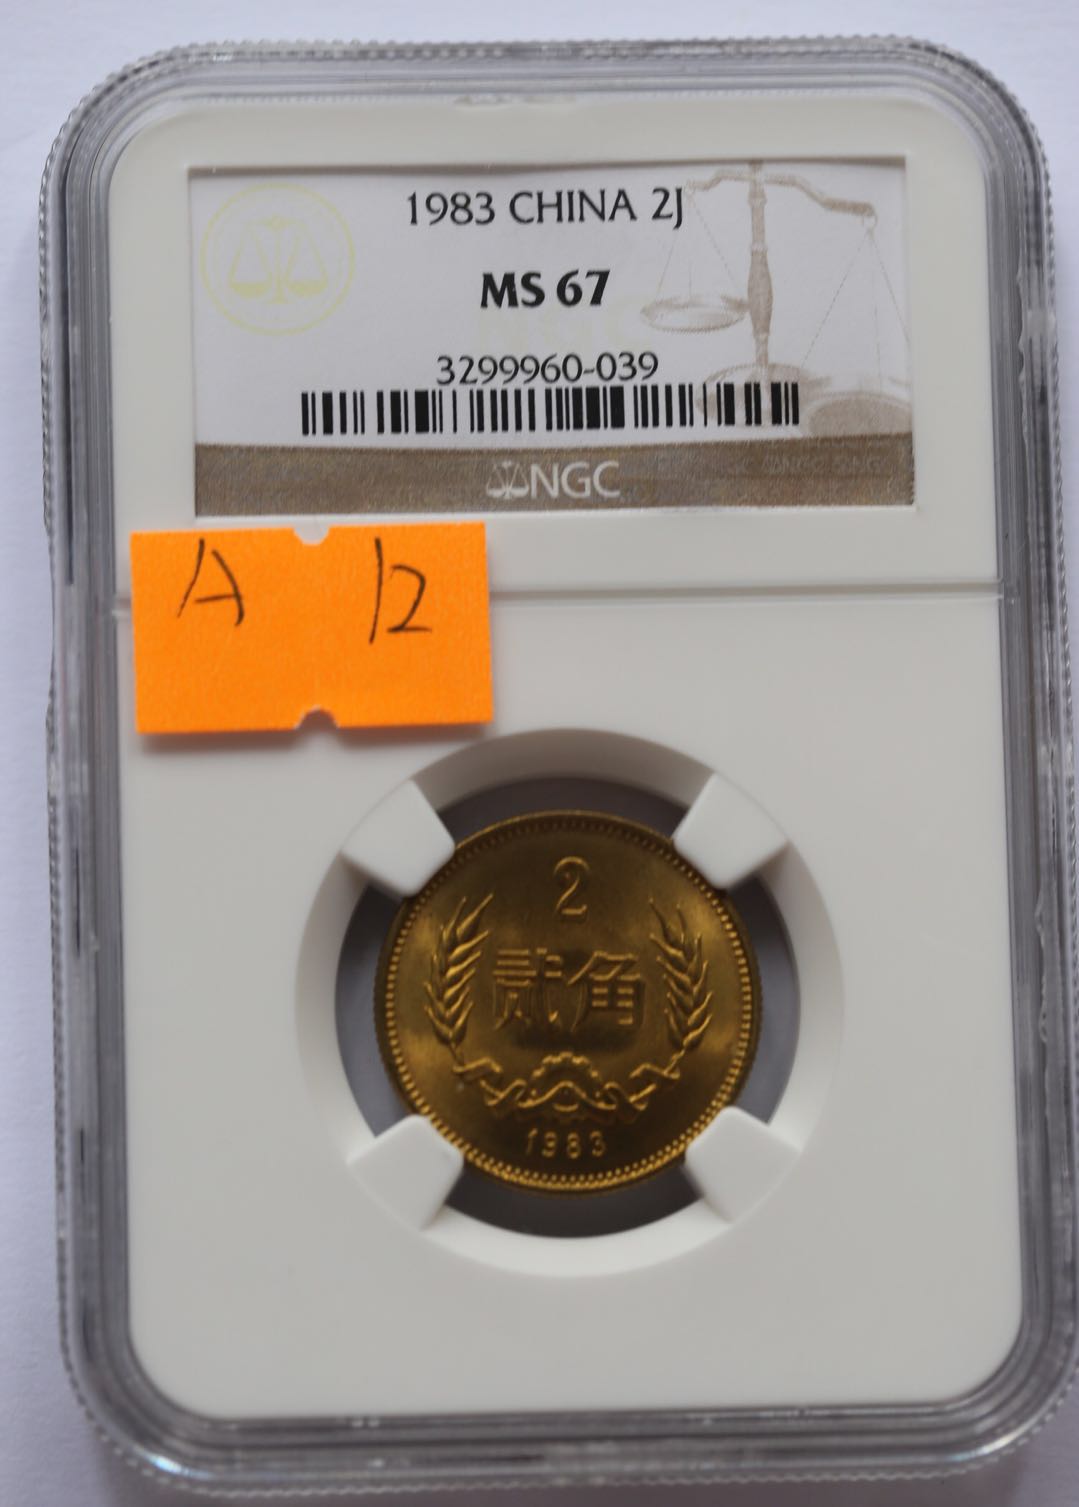 1983 CHINA 2J
MS 67
3299960-039
NGC
A 12
2
贰角
1983